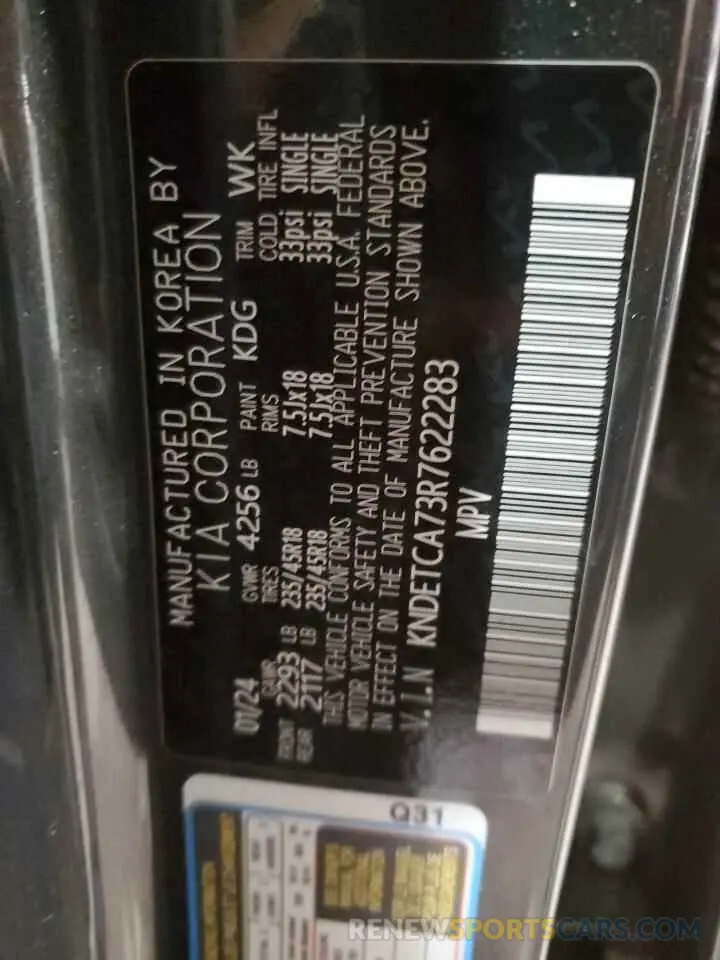 MANUFACTURED IN KOREA BY
KIA CORPORATION
01/24 GVWR 4256 LB PAINT KDG TRIM WK
GAWR TIRES RIMS COLD TIRE INFL
FRONT 2293 LB 235/45R18 7.5Jx18 33psi SINGLE
REAR 2117 LB 235/45R18 7.5Jx18 33psi SINGLE
THIS VEHICLE CONFORMS TO ALL APPLICABLE U.S.A. FEDERAL
MOTOR VEHICLE SAFETY AND THEFT PREVENTION STANDARDS
IN EFFECT ON THE DATE OF MANUFACTURE SHOWN ABOVE.
V.I.N KNDETCA73R7622283
MPV
Q31
RENEWSPORTSCARS.COM